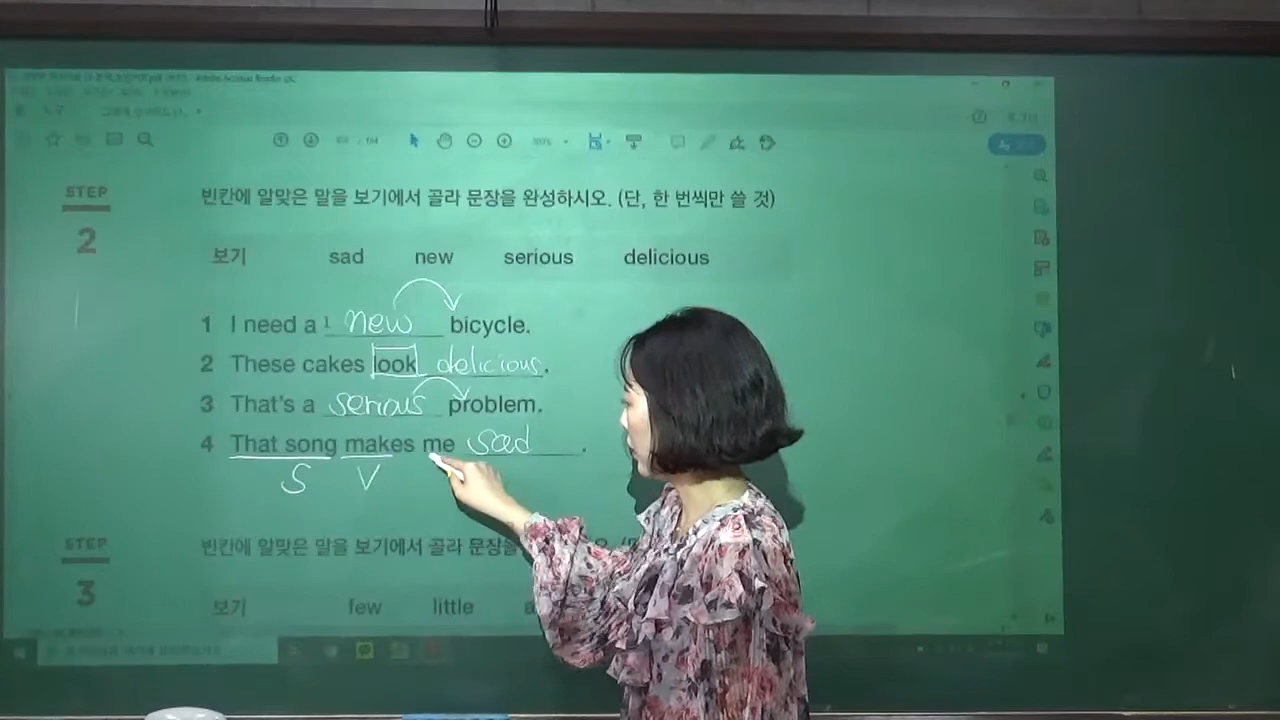 Adobe Acrobat Reader DC
STEP
2
빈칸에 알맞은 말을 보기에서 골라 문장을 완성하시오. (단, 한 번씩만 쓸 것)
보기 sad new serious delicious
1 I need a new bicycle.
2 These cakes look delicious.
3 That's a serious problem.
4 That song makes me sad.
S V
STEP
3
빈칸에 알맞은 말을 보기에서 골라 문장을
보기 few little